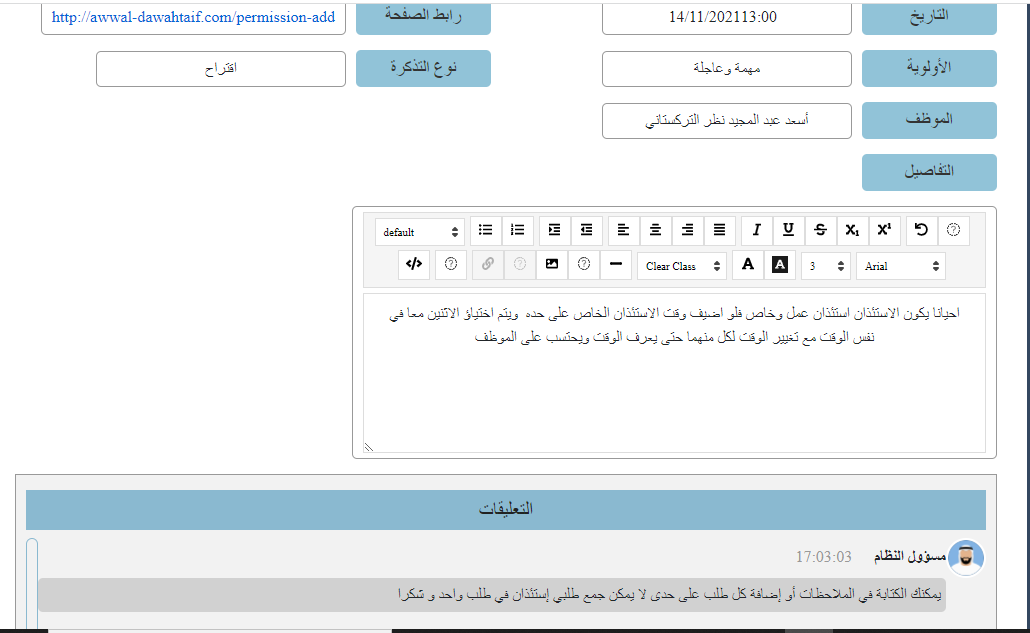 التاريخ 14/11/202113:00 رابط الصفحة http://awwal-dawahtaif.com/permission-add
الأولوية مهمة وعاجلة نوع التذكرة اقتراح
الموظف أسعد عبد المجيد نظر التركستاني
التفاصيل
default
Clear Class A A 3 Arial
احيانا يكون الاستئذان استئذان عمل وخاص فلو اضيف وقت الاستئذان الخاص على حده ويتم اختياؤ الاثنين معا في
نفس الوقت مع تغيير الوقت لكل منهما حتى يعرف الوقت ويحتسب على الموظف
التعليقات
مسؤول النظام 17:03:03
يمكنك الكتابة في الملاحظات أو إضافة كل طلب على حدى لا يمكن جمع طلبي إستئذان في طلب واحد و شكرا